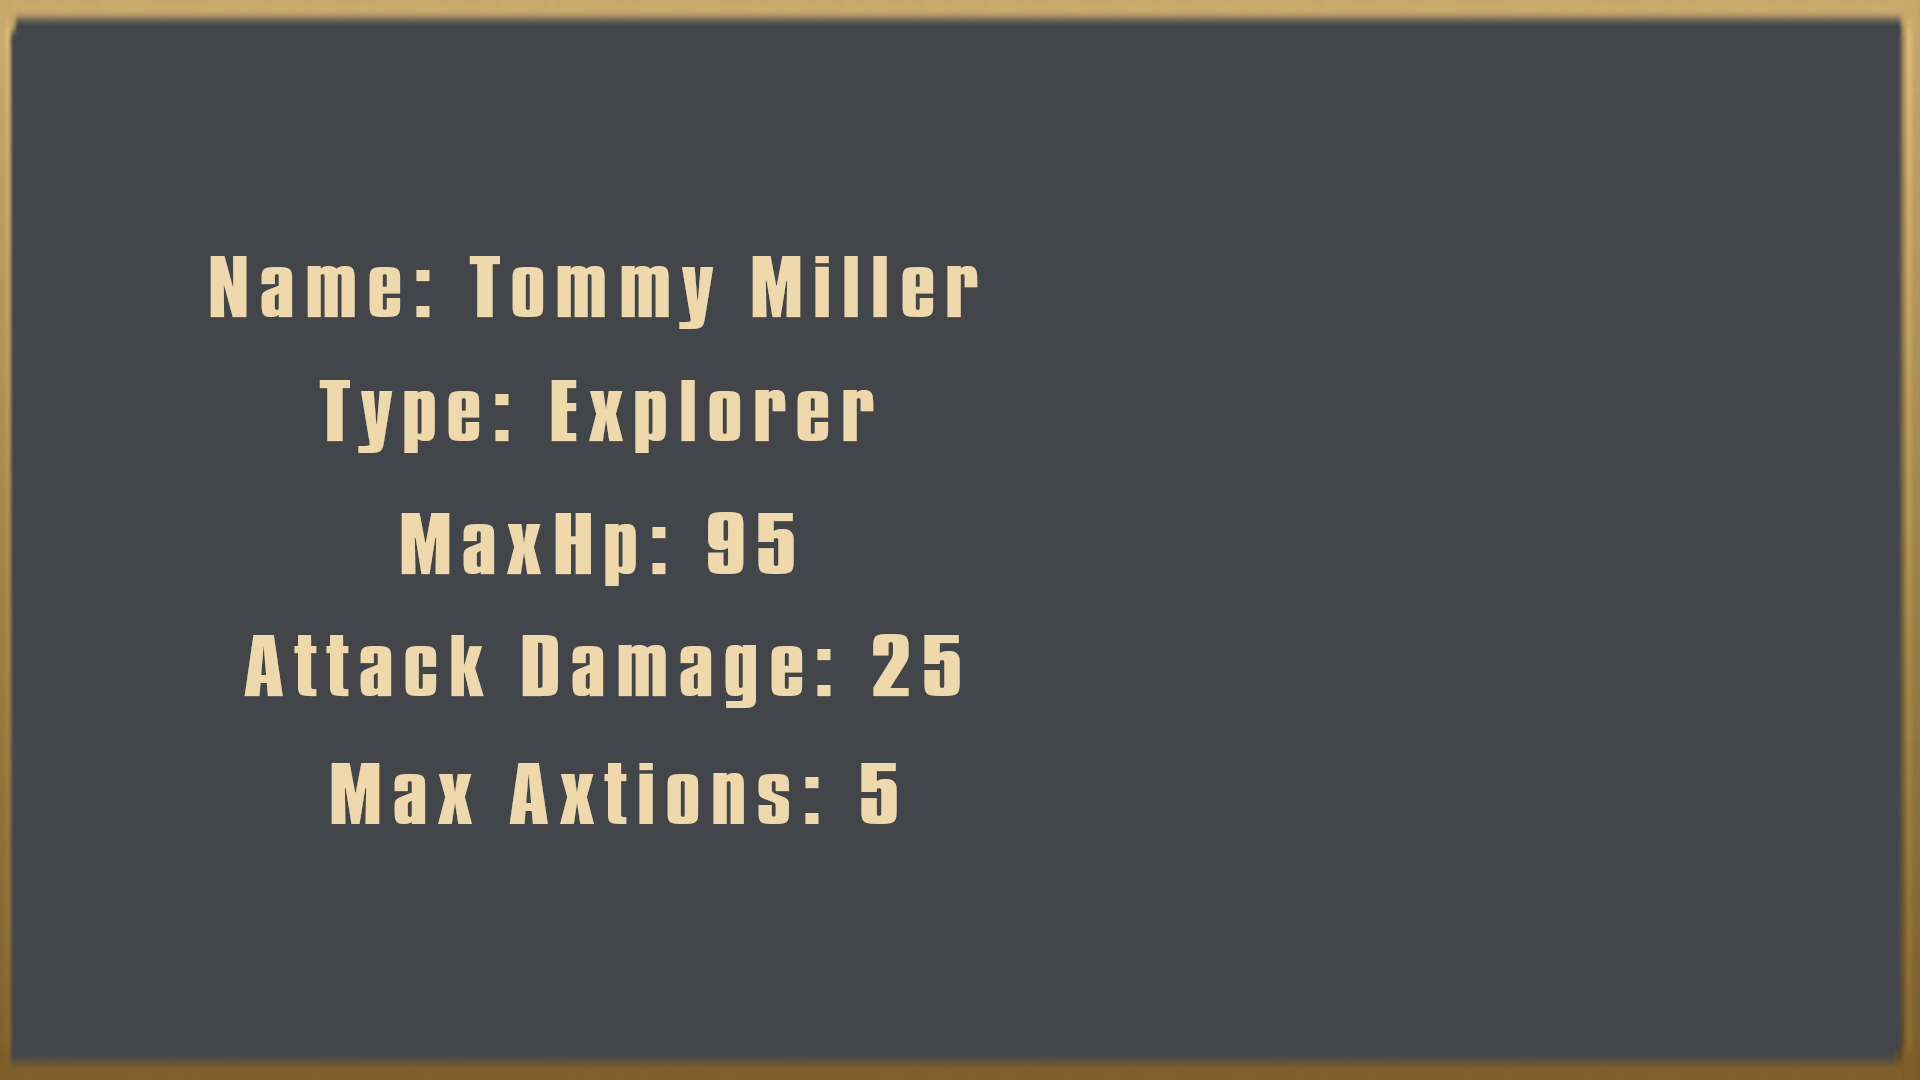 Name: Tommy Miller
Type: Explorer
MaxHp: 95
Attack Damage: 25
Max Axtions: 5